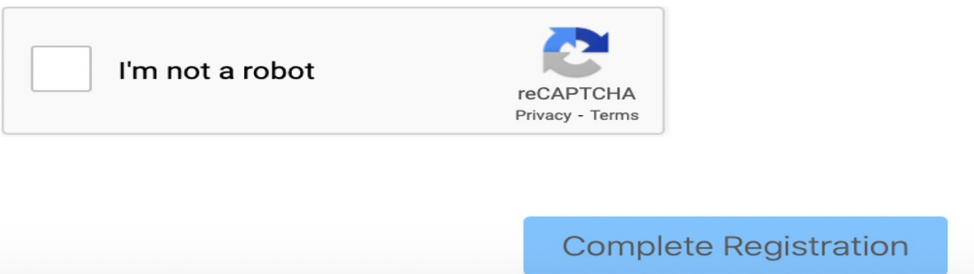 I'm not a robot
reCAPTCHA
Privacy - Terms
Complete Registration